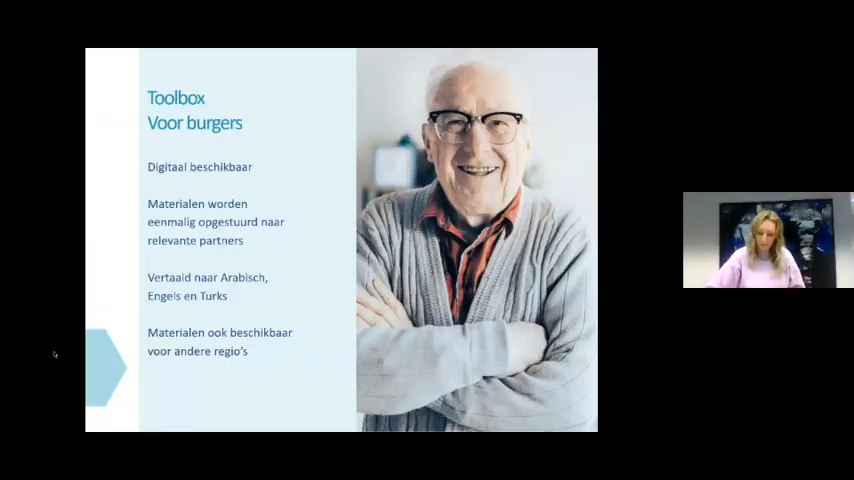 Toolbox
Voor burgers
Digitaal beschikbaar
Materialen worden
eenmalig opgestuurd naar
relevante partners
Vertaald naar Arabisch,
Engels en Turks
Materialen ook beschikbaar
voor andere regio's